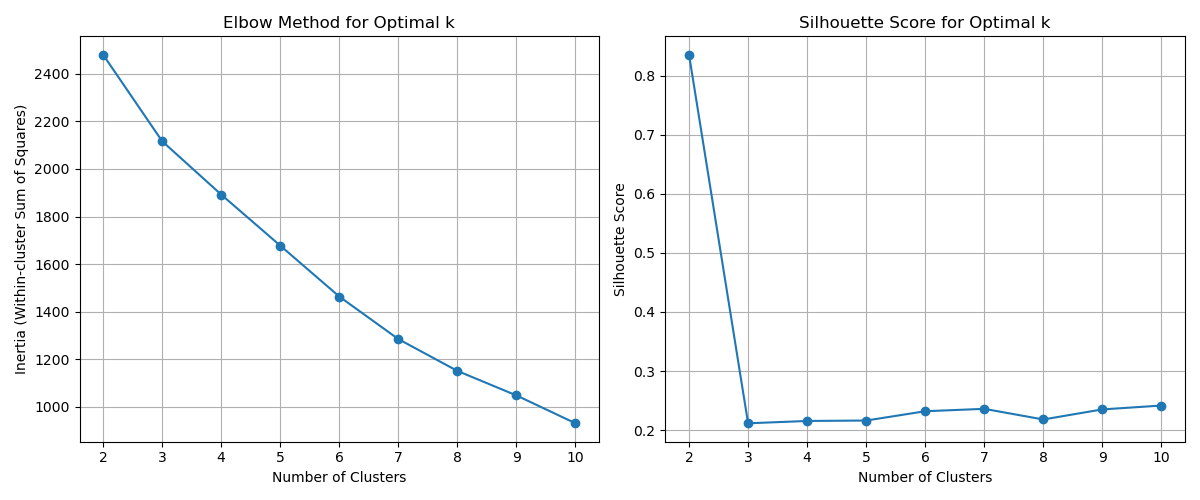 Elbow Method for Optimal k
Inertia (Within-cluster Sum of Squares)
2400
2200
2000
1800
1600
1400
1200
1000
2 3 4 5 6 7 8 9 10
Number of Clusters
Silhouette Score for Optimal k
Silhouette Score
0.8
0.7
0.6
0.5
0.4
0.3
0.2
2 3 4 5 6 7 8 9 10
Number of Clusters